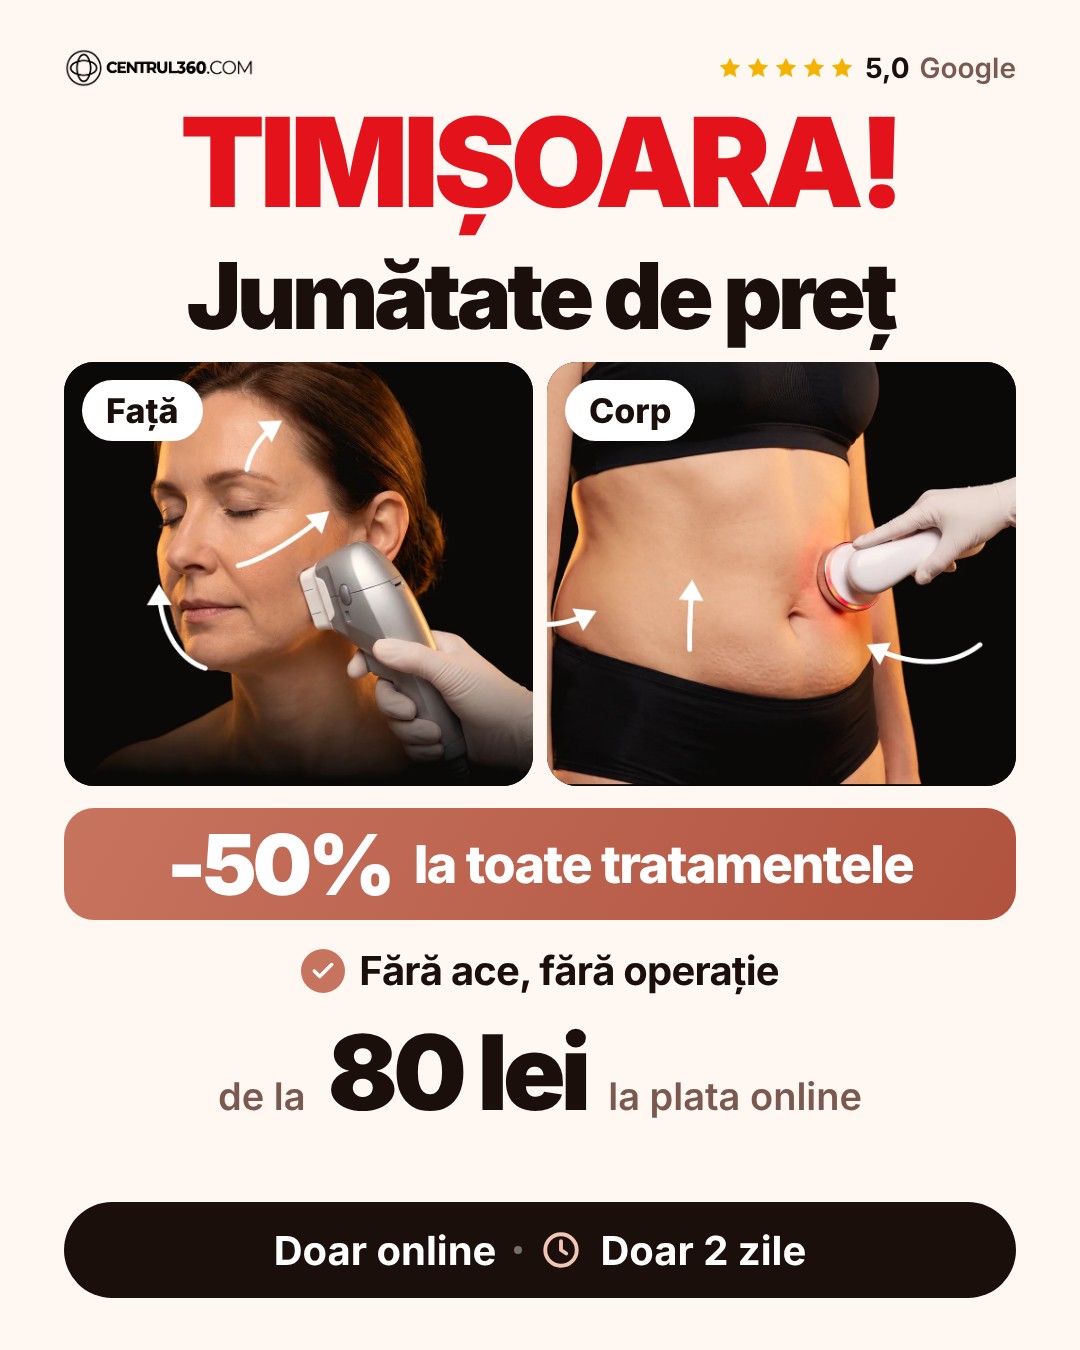 CENTRUL360.COM
5,0 Google
TIMIȘOARA!
Jumătate de preț
Față
Corp
-50% la toate tratamentele
Fără ace, fără operație
de la 80 lei la plata online
Doar online • Doar 2 zile